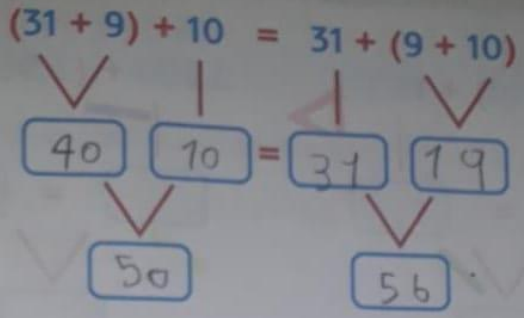 (31 + 9) + 10 = 31 + (9 + 10)
40 10 = 31 19
50 56